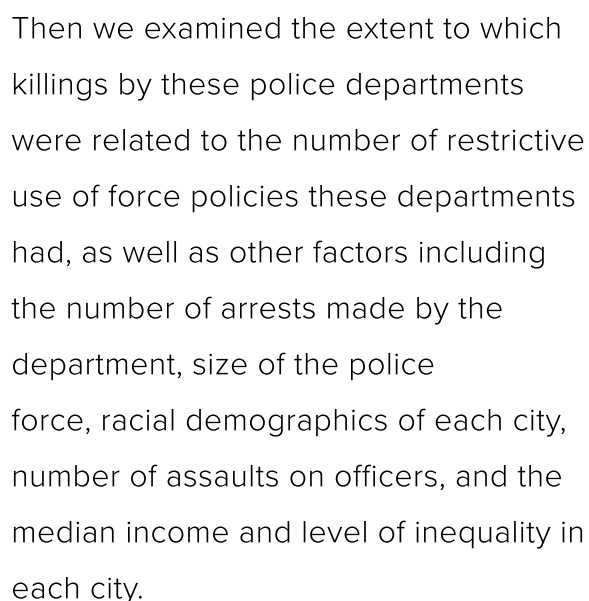 Then we examined the extent to which
killings by these police departments
were related to the number of restrictive
use of force policies these departments
had, as well as other factors including
the number of arrests made by the
department, size of the police
force, racial demographics of each city,
number of assaults on officers, and the
median income and level of inequality in
each city.